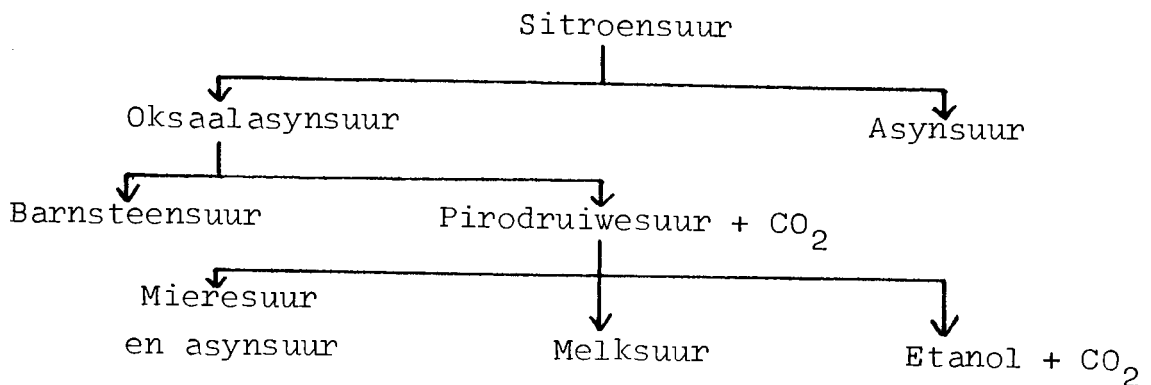 Sitroensuur
Oksaalasynsuur
Asynsuur
Barnsteensuur
Pirodruiwesuur + CO₂
Mieresuur
en asynsuur
Melksuur
Etanol + CO₂